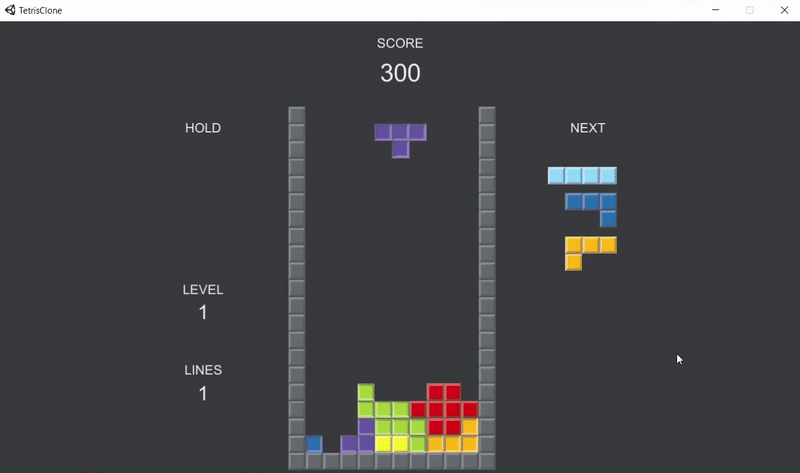 TetrisClone
SCORE
300
HOLD
NEXT
LEVEL
1
LINES
1